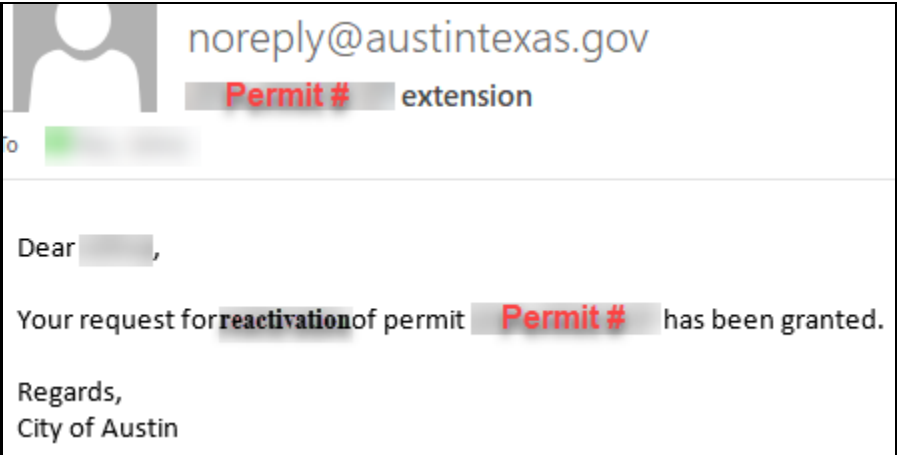 noreply@austintexas.gov
Permit # extension
To
Dear ,
Your request for reactivation of permit Permit # has been granted.
Regards,
City of Austin